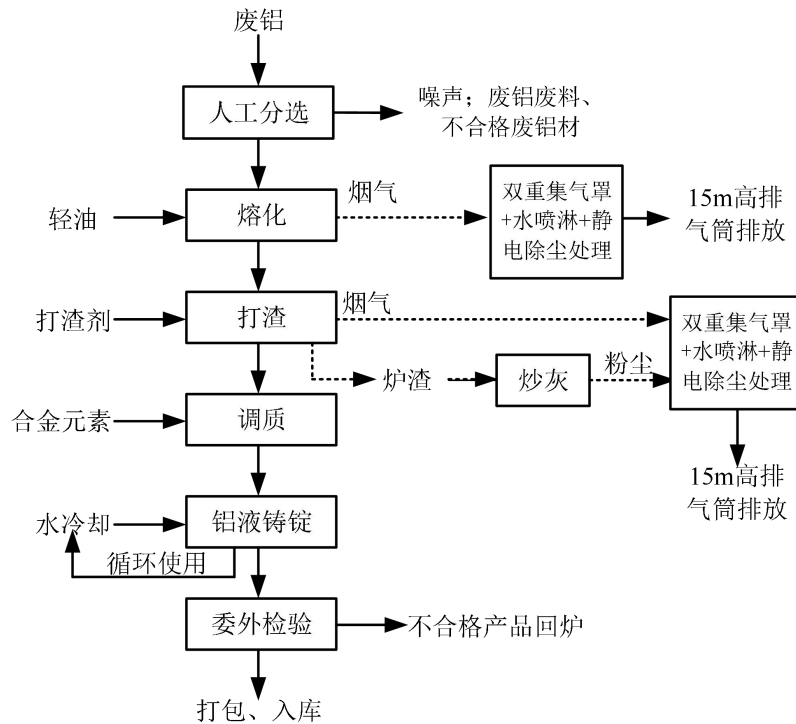 废铝
人工分选
噪声；废铝废料、
不合格废铝材
轻油
熔化
烟气
双重集气罩
+水喷淋+静
电除尘处理
15m高排
气筒排放
打渣剂
打渣
烟气
双重集气罩
+水喷淋+静
电除尘处理
炉渣
炒灰
粉尘
合金元素
调质
15m高排
气筒排放
水冷却
铝液铸锭
循环使用
委外检验
不合格产品回炉
打包、入库